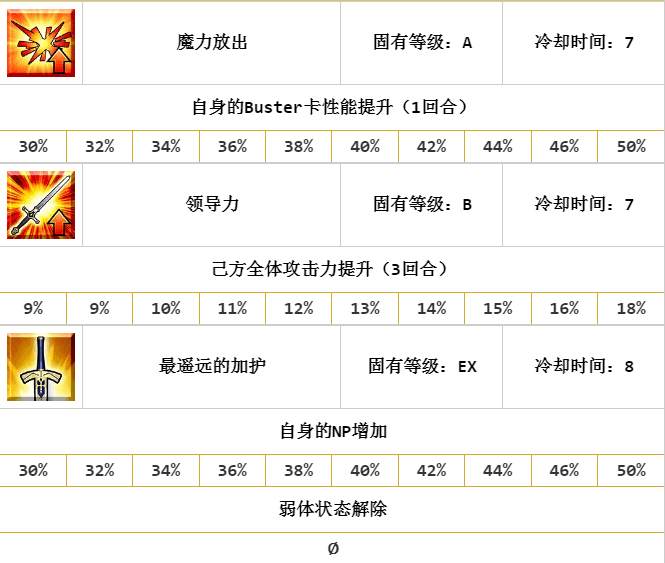 魔力放出 固有等级：A 冷却时间：7
自身的Buster卡性能提升（1回合）
30% 32% 34% 36% 38% 40% 42% 44% 46% 50%
领导力 固有等级：B 冷却时间：7
己方全体攻击力提升（3回合）
9% 9% 10% 11% 12% 13% 14% 15% 16% 18%
最遥远的加护 固有等级：EX 冷却时间：8
自身的NP增加
30% 32% 34% 36% 38% 40% 42% 44% 46% 50%
弱体状态解除
Ø